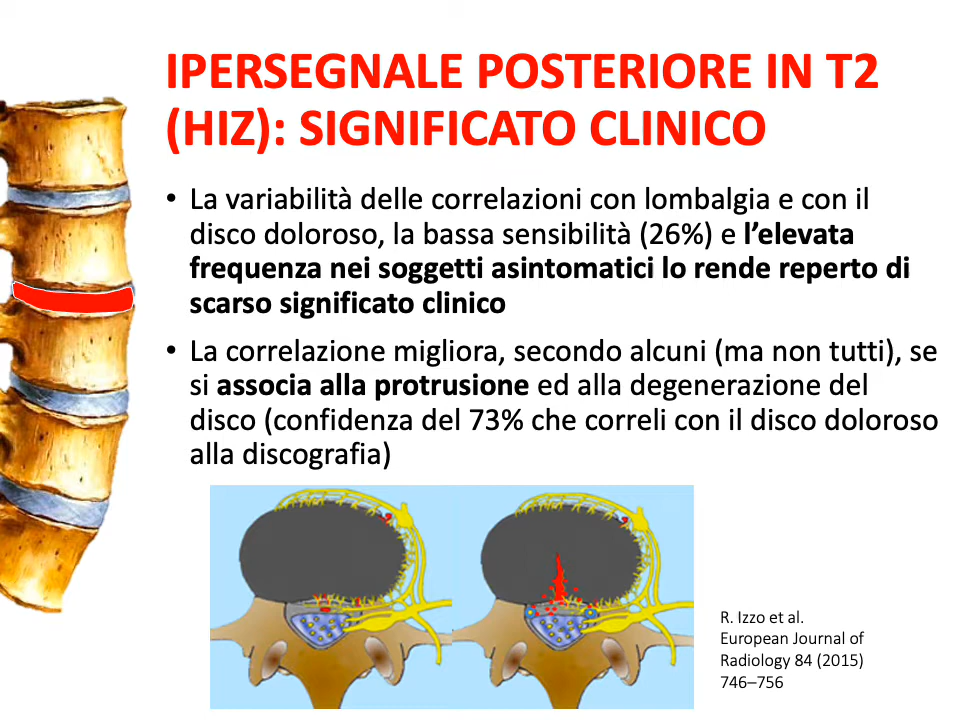 IPERSEGNALE POSTERIORE IN T2
(HIZ): SIGNIFICATO CLINICO
• La variabilità delle correlazioni con lombalgia e con il
disco doloroso, la bassa sensibilità (26%) e l’elevata
frequenza nei soggetti asintomatici lo rende reperto di
scarso significato clinico
• La correlazione migliora, secondo alcuni (ma non tutti), se
si associa alla protrusione ed alla degenerazione del
disco (confidenza del 73% che correli con il disco doloroso
alla discografia)
R. Izzo et al.
European Journal of
Radiology 84 (2015)
746–756